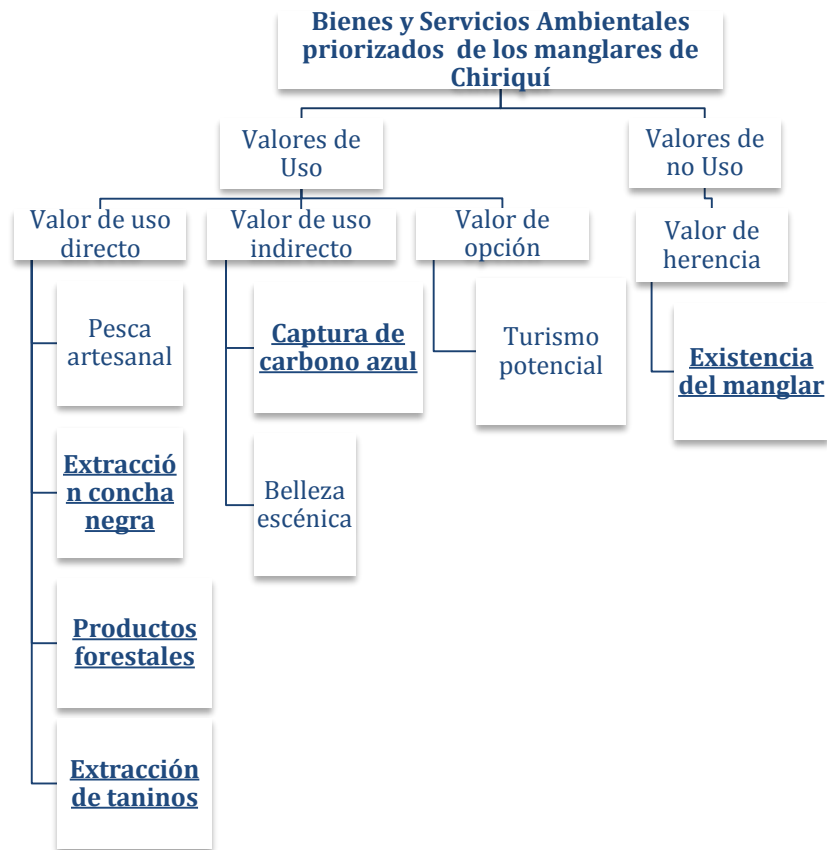 Bienes y Servicios Ambientales
priorizados de los manglares de
Chiriquí
Valores de
Uso
Valores de
no Uso
Valor de uso
directo
Valor de uso
indirecto
Valor de
opción
Valor de
herencia
Pesca
artesanal
Extracció
n concha
negra
Productos
forestales
Extracción
de taninos
Captura de
carbono azul
Belleza
escénica
Turismo
potencial
Existencia
del manglar